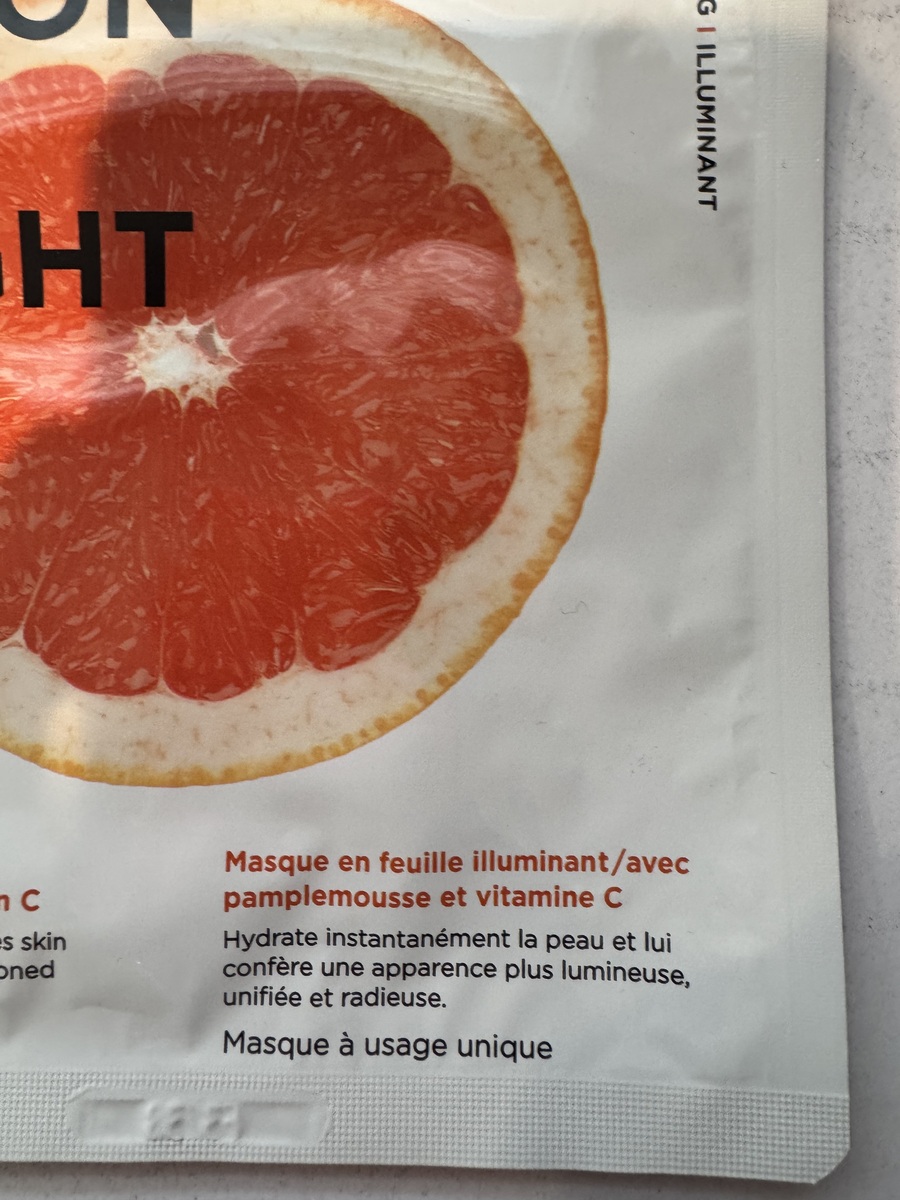 ON
GHT
G | ILLUMINANT
n C
es skin
oned
Masque en feuille illuminant/avec
pamplemousse et vitamine C
Hydrate instantanément la peau et lui
confère une apparence plus lumineuse,
unifiée et radieuse.
Masque à usage unique